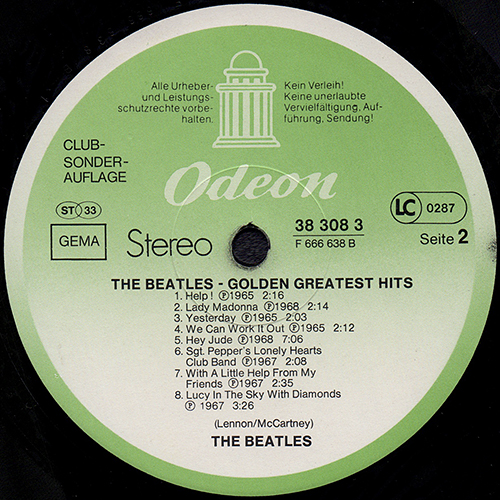 Alle Urheber-
und Leistungs-
schutzrechte vorbe-
halten.
Kein Verleih!
Keine unerlaubte
Vervielfältigung, Auf-
führung, Sendung!
CLUB-
SONDER-
AUFLAGE
Odeon
ST 33
GEMA
Stereo
38 308 3
F 666 638 B
LC 0287
Seite 2
THE BEATLES - GOLDEN GREATEST HITS
1. Help! ℗1965 2:16
2. Lady Madonna ℗1968 2:14
3. Yesterday ℗1965 2:03
4. We Can Work It Out ℗1965 2:12
5. Hey Jude ℗1968 7:06
6. Sgt. Pepper's Lonely Hearts
Club Band ℗1967 2:08
7. With A Little Help From My
Friends ℗1967 2:35
8. Lucy In The Sky With Diamonds
℗ 1967 3:26
(Lennon/McCartney)
THE BEATLES